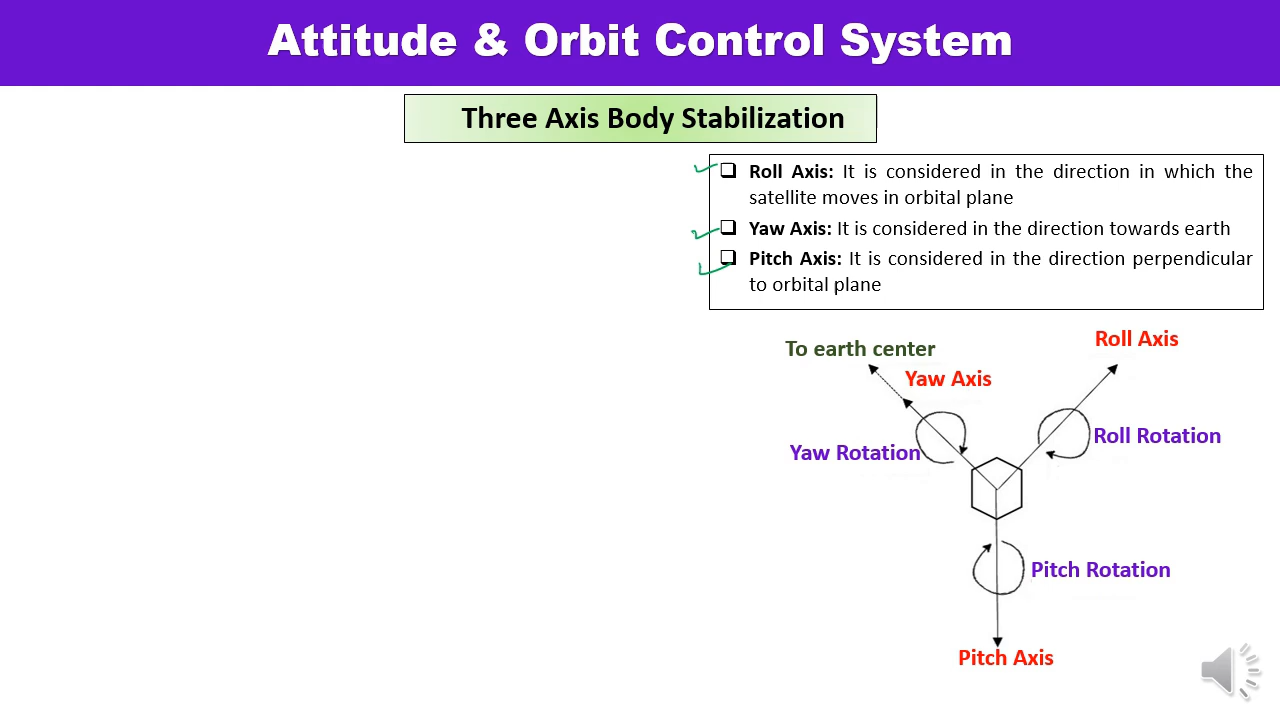 Attitude & Orbit Control System
Three Axis Body Stabilization
❑ Roll Axis: It is considered in the direction in which the
satellite moves in orbital plane
❑ Yaw Axis: It is considered in the direction towards earth
❑ Pitch Axis: It is considered in the direction perpendicular
to orbital plane
To earth center
Roll Axis
Yaw Axis
Roll Rotation
Yaw Rotation
Pitch Rotation
Pitch Axis